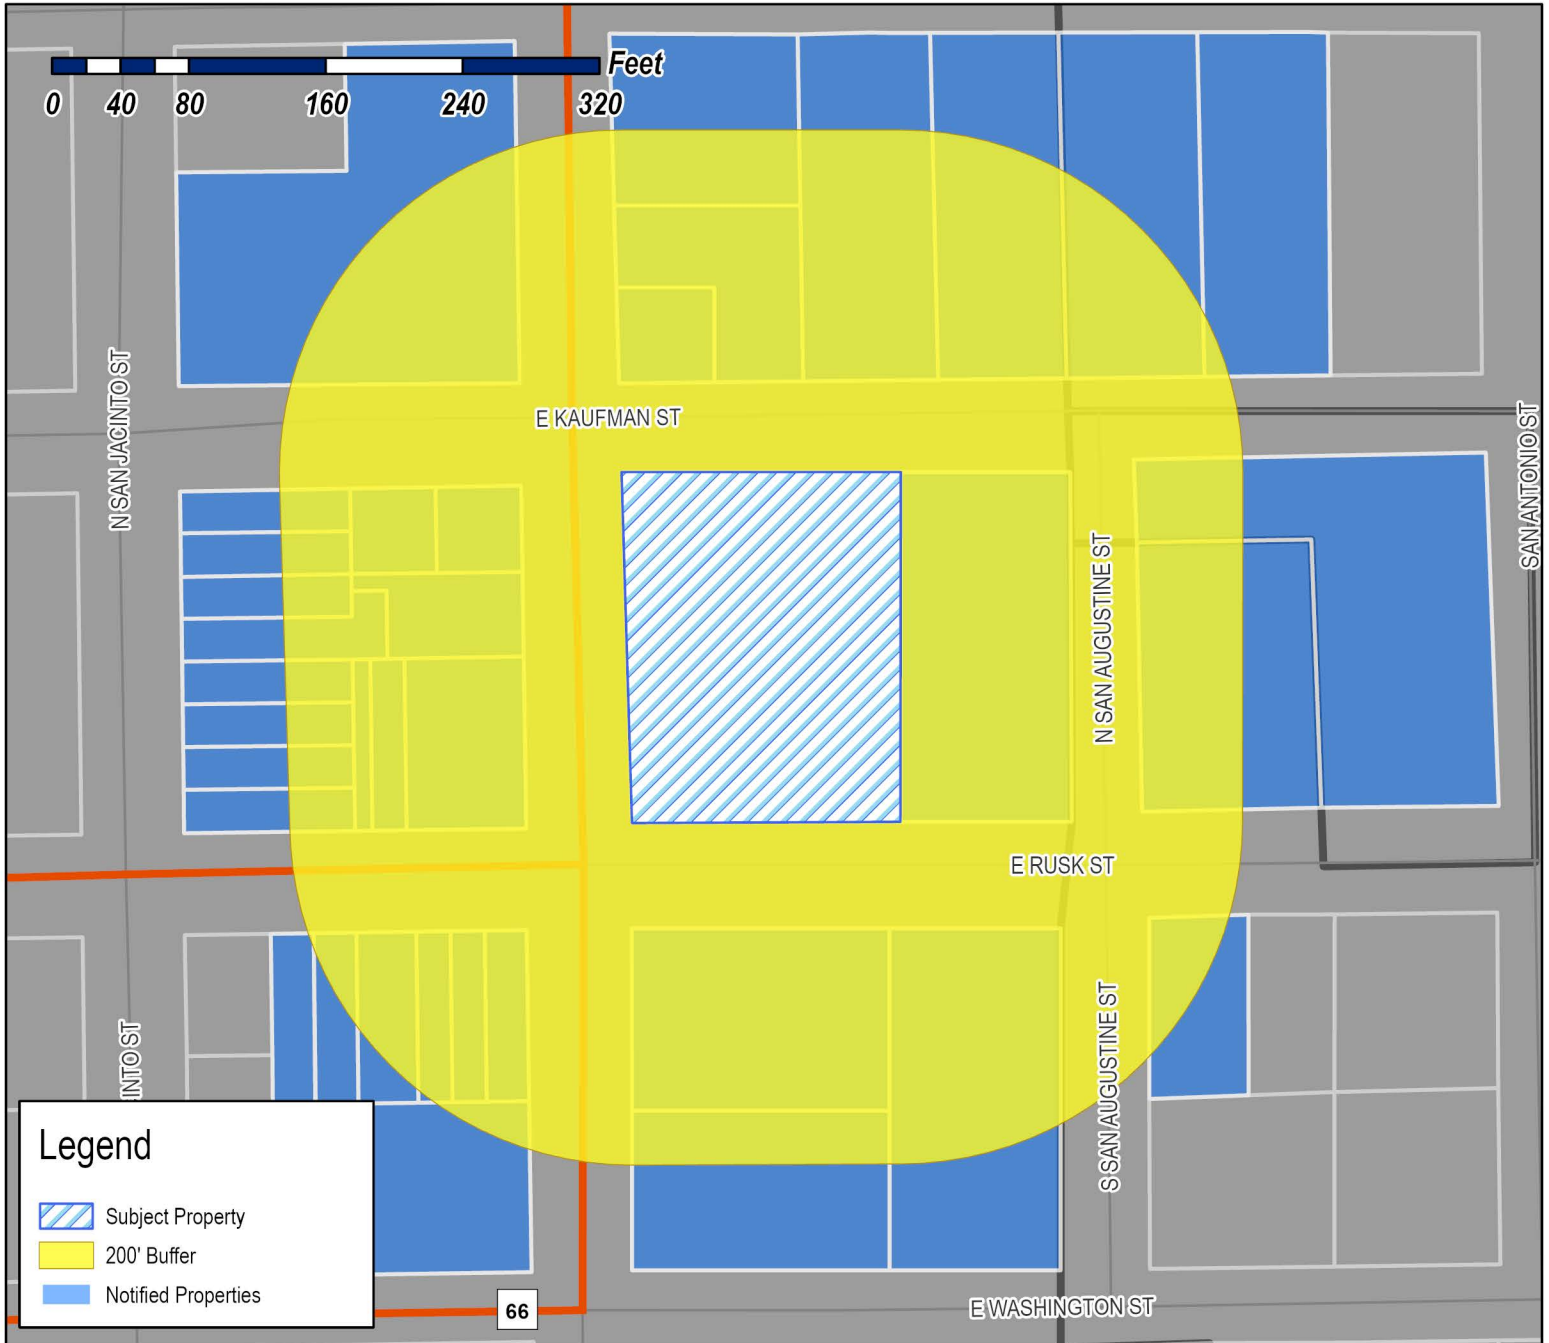 Feet
0 40 80 160 240 320
N SAN JACINTO ST
E KAUFMAN ST
SAN ANTONIO ST
N SAN AUGUSTINE ST
E RUSK ST
S SAN AUGUSTINE ST
INTO ST
Legend
Subject Property
200' Buffer
Notified Properties
66
E WASHINGTON ST